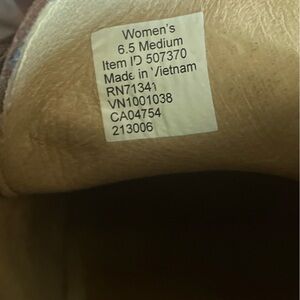 Women's
6.5 Medium
Item ID 507370
Made in Vietnam
RN71341
VN1001038
CA04754
213006